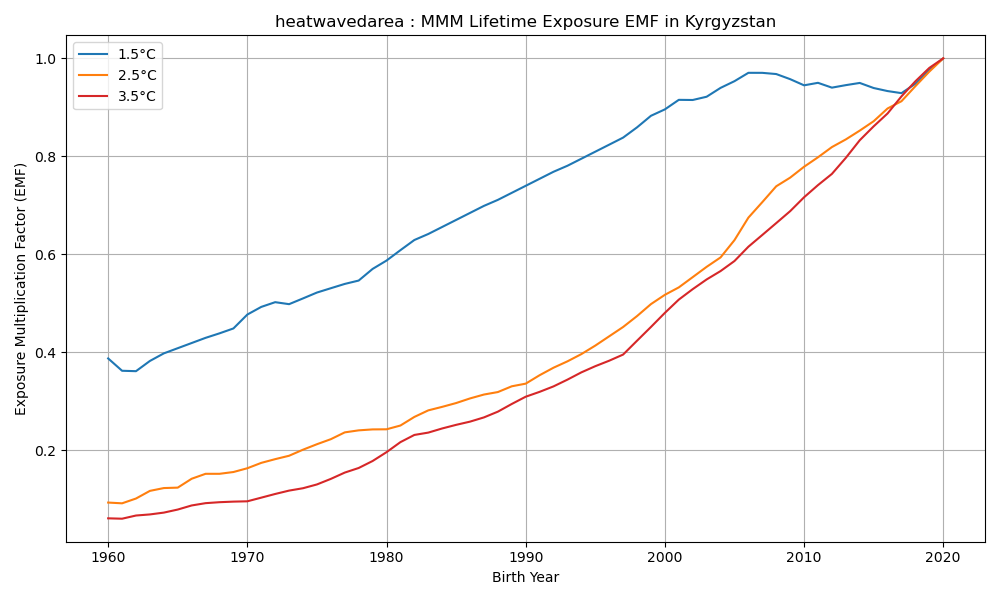 heatwavedarea : MMM Lifetime Exposure EMF in Kyrgyzstan
1.5°C
2.5°C
3.5°C
Exposure Multiplication Factor (EMF)
1.0
0.8
0.6
0.4
0.2
1960
1970
1980
1990
2000
2010
2020
Birth Year